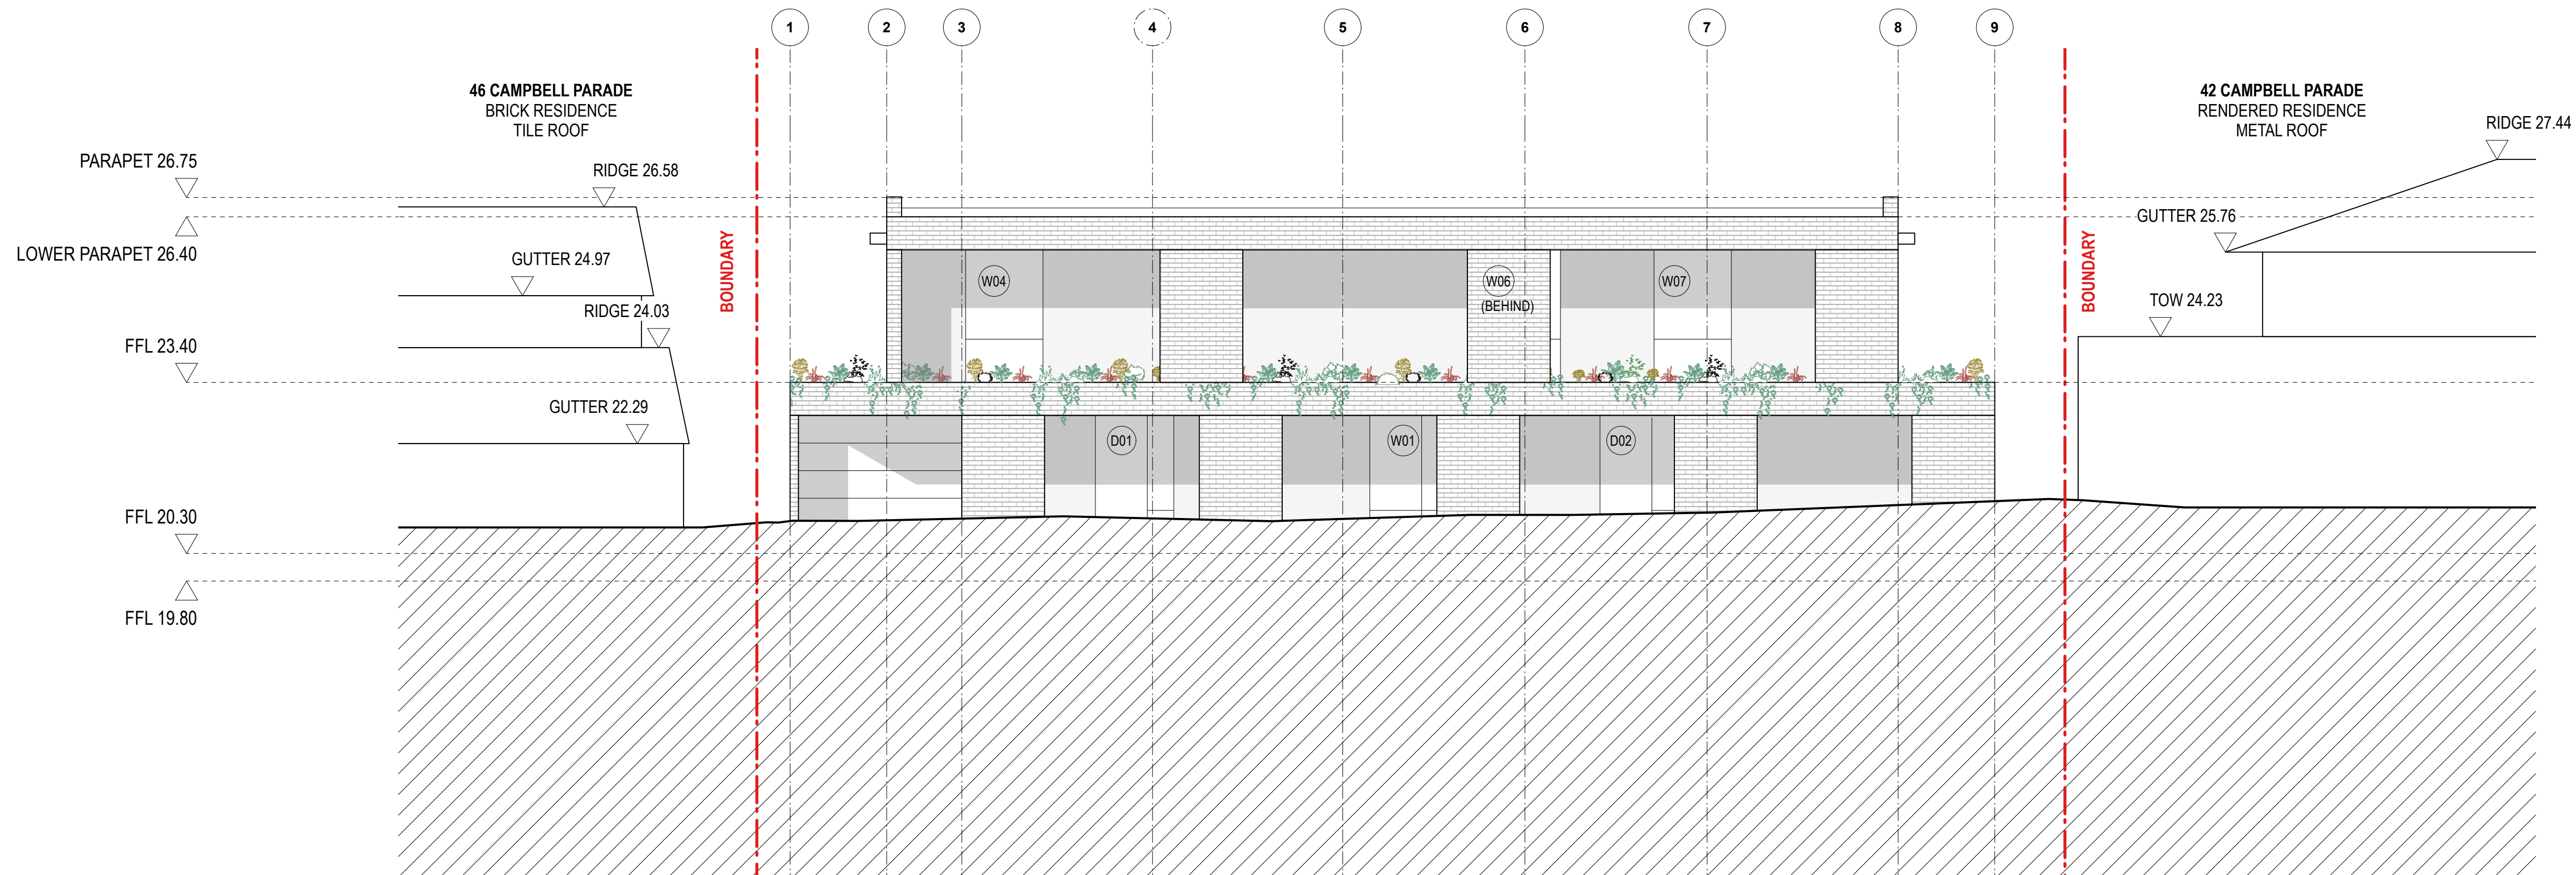 1
2
3
4
5
6
7
8
9
46 CAMPBELL PARADE
BRICK RESIDENCE
TILE ROOF
42 CAMPBELL PARADE
RENDERED RESIDENCE
METAL ROOF
RIDGE 27.44
PARAPET 26.75
RIDGE 26.58
GUTTER 25.76
LOWER PARAPET 26.40
GUTTER 24.97
BOUNDARY
BOUNDARY
W04
W06
(BEHIND)
W07
TOW 24.23
RIDGE 24.03
FFL 23.40
GUTTER 22.29
D01
W01
D02
FFL 20.30
FFL 19.80